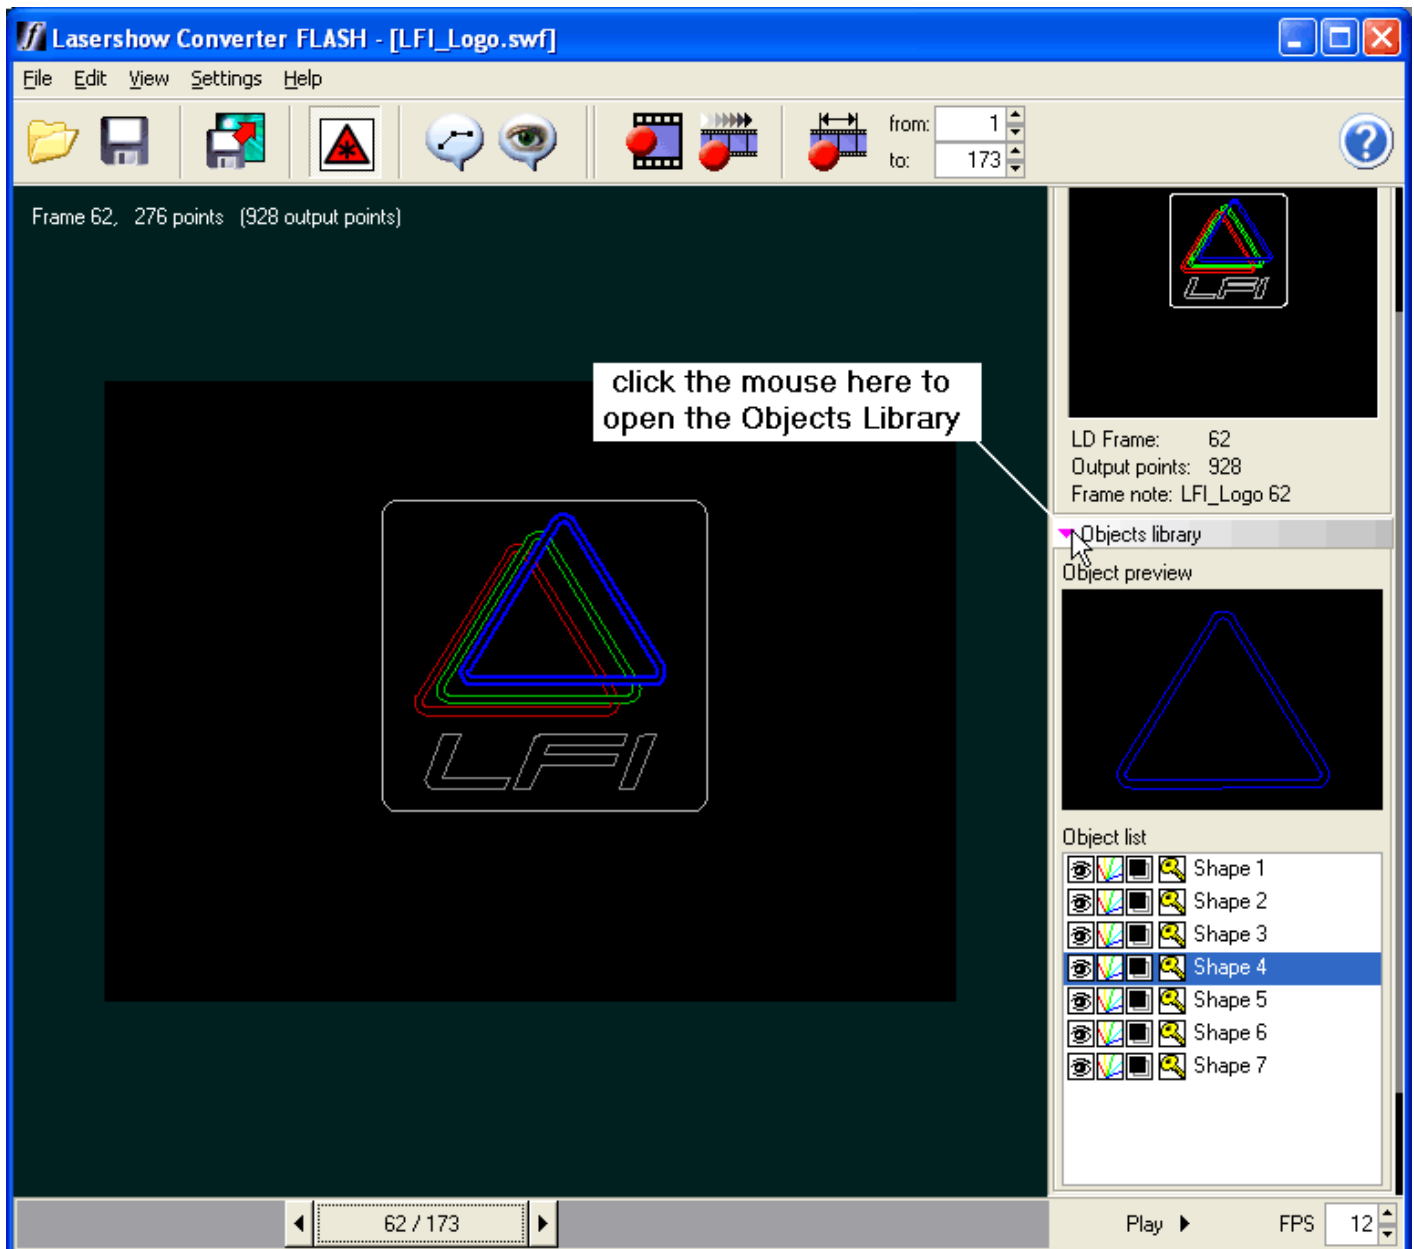 Lasershow Converter FLASH - [LFI_Logo.swf]
File Edit View Settings Help
from: 1
to: 173
Frame 62, 276 points (928 output points)
LFI
click the mouse here to
open the Objects Library
LFI
LD Frame: 62
Output points: 928
Frame note: LFI_Logo 62
Objects library
Object preview
Object list
Shape 1
Shape 2
Shape 3
Shape 4
Shape 5
Shape 6
Shape 7
62 / 173
Play
FPS 12